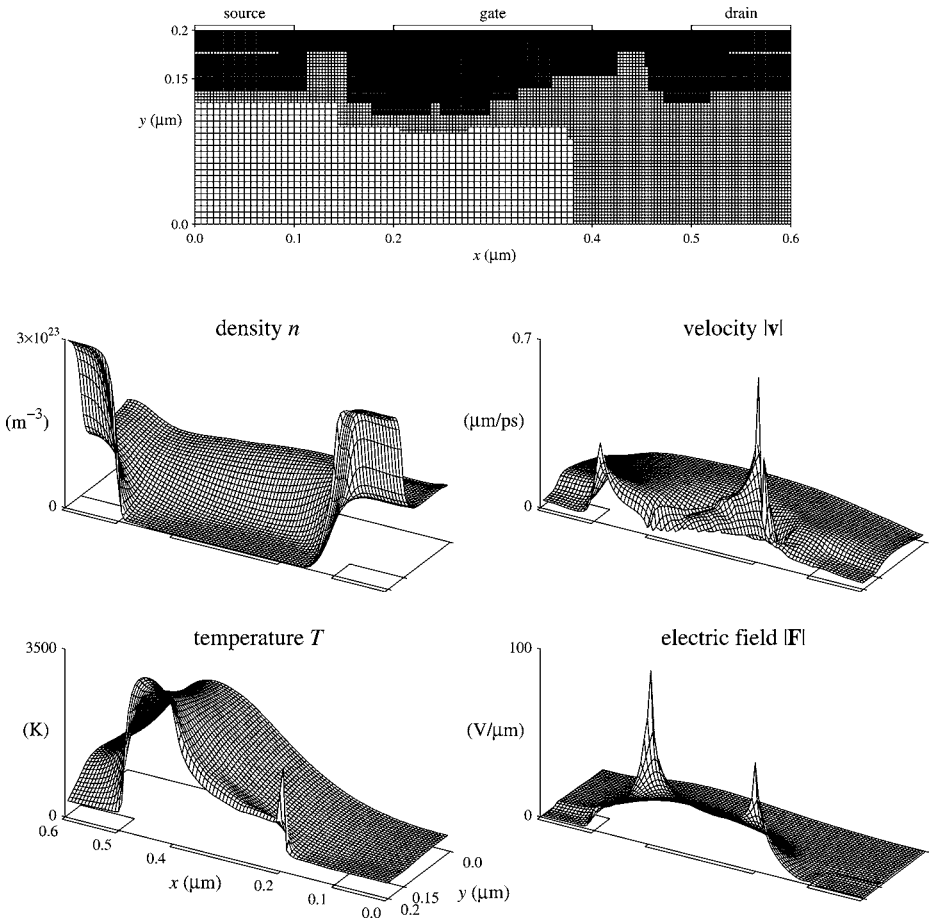 source gate drain
0.2
0.15
y (μm)
0.0
0.0 0.1 0.2 0.4 0.5 0.6
x (μm)
density n
3×10²³
(m⁻³)
0
velocity |v|
0.7
(μm/ps)
0
temperature T
3500
(K)
0
0.6
0.5
0.4
x (μm)
0.2
0.1
0.0
0.2
0.15
y (μm)
0.0
electric field |F|
100
(V/μm)
0